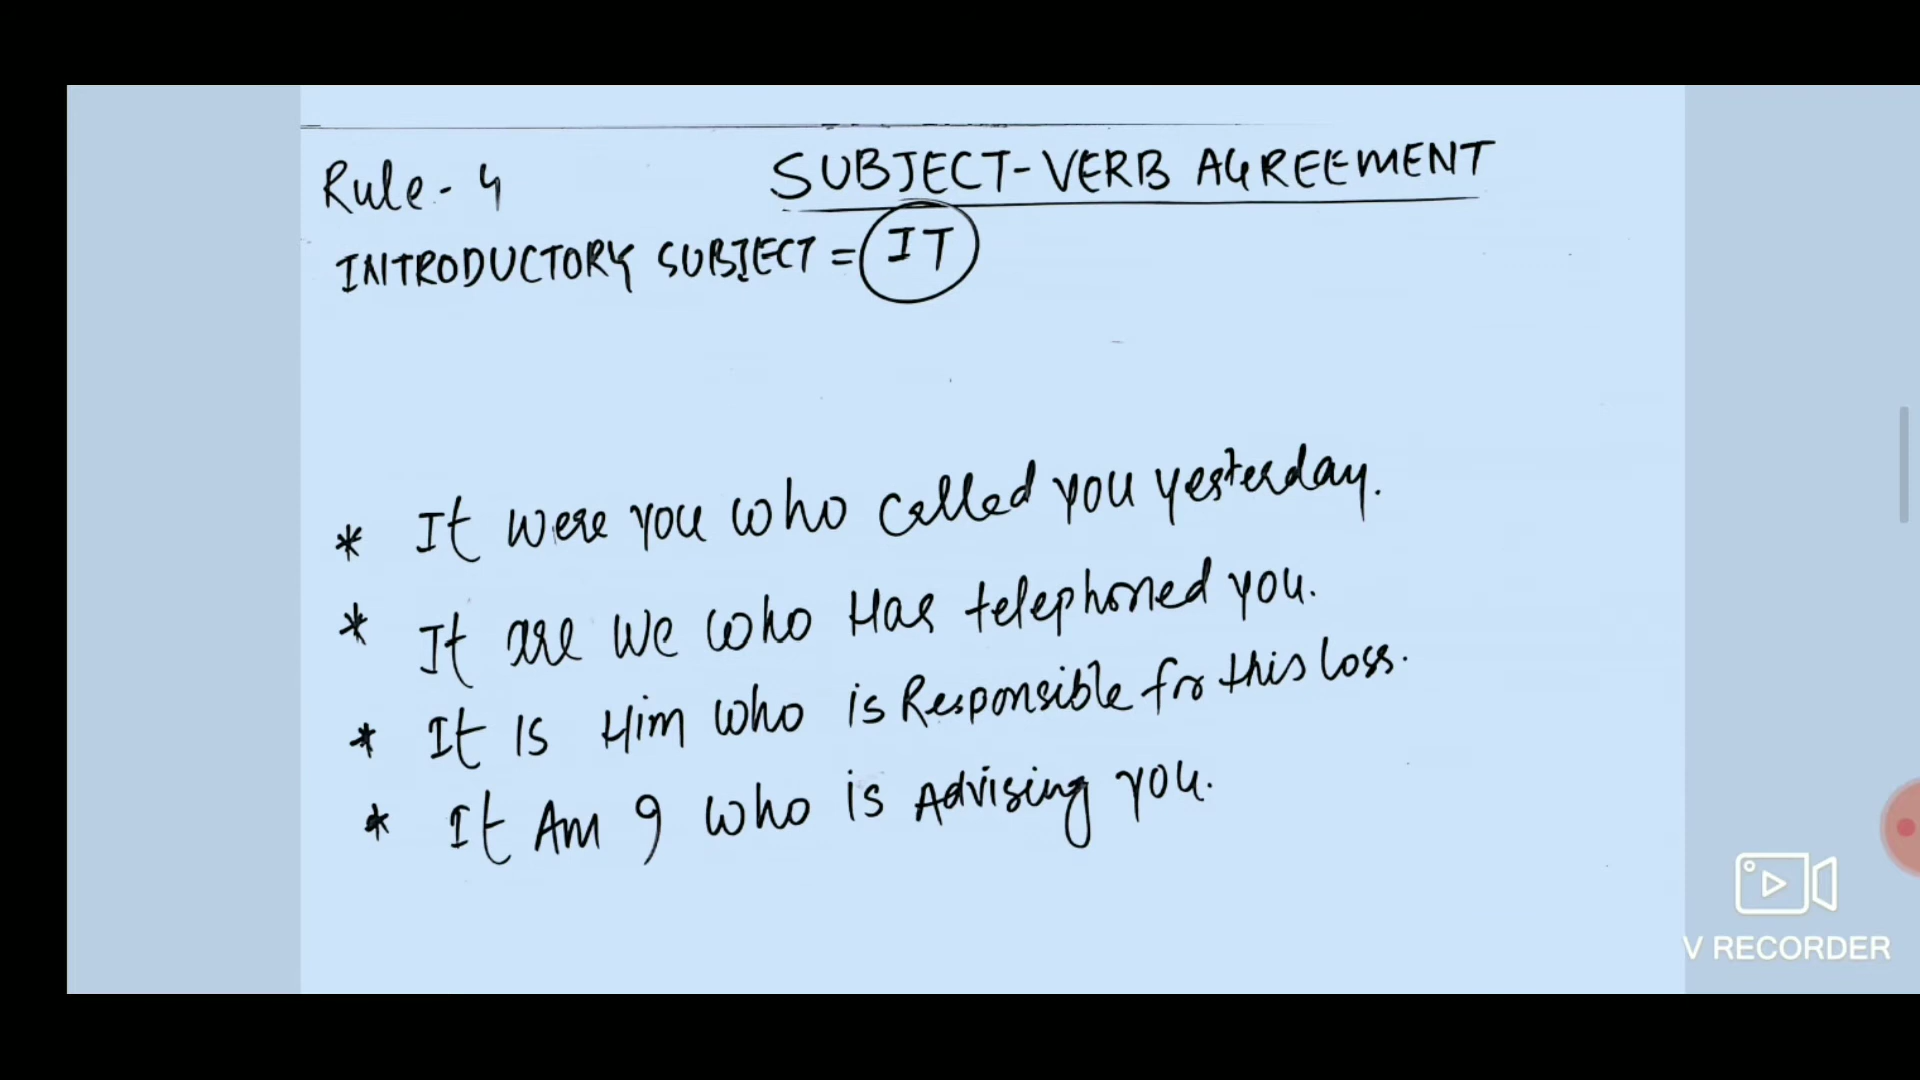 Rule - 4
SUBJECT-VERB AGREEMENT
INTRODUCTORY SUBJECT = IT
* It were you who called you yesterday.
* It are We who Has telephoned you.
* It Is Him who is Responsible for this loss.
* It Am I who is Advising you.
V RECORDER